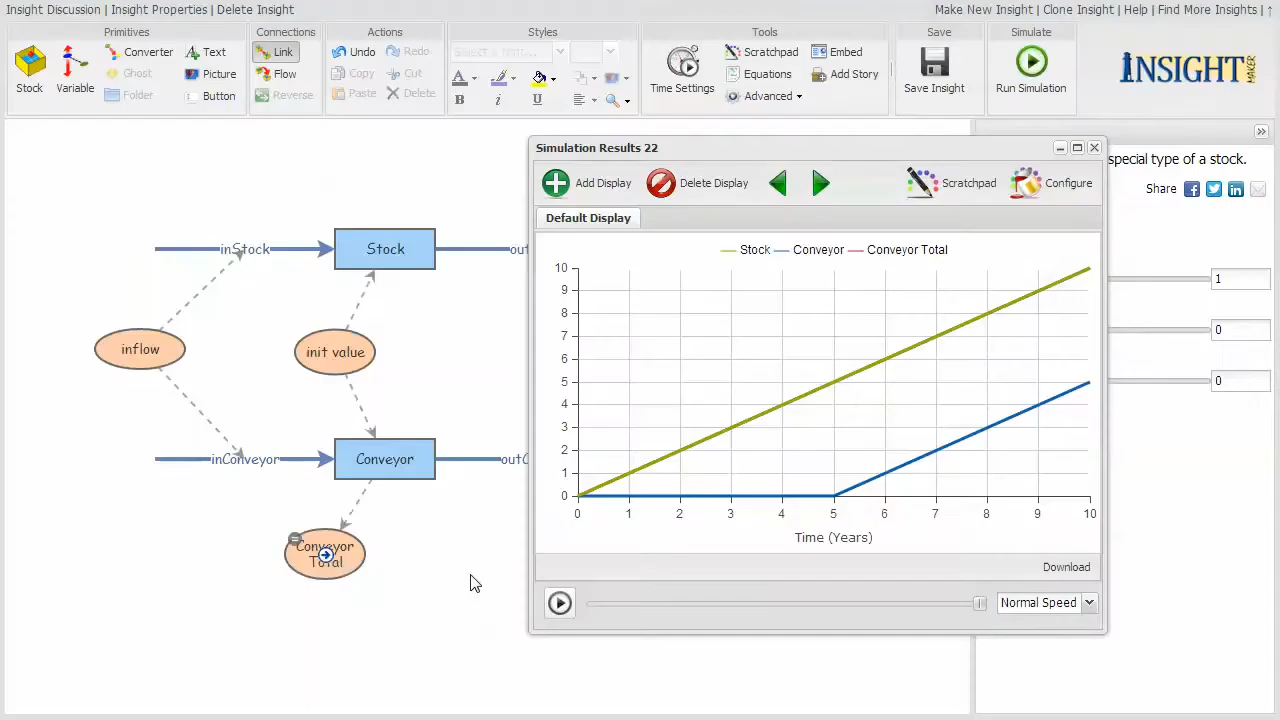 Insight Discussion | Insight Properties | Delete Insight
Make New Insight | Clone Insight | Help | Find More Insights | ↑
Primitives
Connections
Actions
Styles
Tools
Save
Simulate
Stock
Variable
Converter
Ghost
Folder
Text
Picture
Button
Link
Flow
Reverse
Undo
Redo
Copy
Cut
Paste
Delete
A
B i U
Time Settings
Scratchpad
Equations
Advanced
Embed
Add Story
Save Insight
Run Simulation
INSIGHT
MAKER
special type of a stock.
Share
1
0
0
inStock
Stock
out
inflow
init value
inConveyor
Conveyor
outC
Conveyor
Total
Simulation Results 22
Add Display
Delete Display
Scratchpad
Configure
Default Display
Stock Conveyor Conveyor Total
10
9
8
7
6
5
4
3
2
1
0
0 1 2 3 4 5 6 7 8 9 10
Time (Years)
Download
Normal Speed